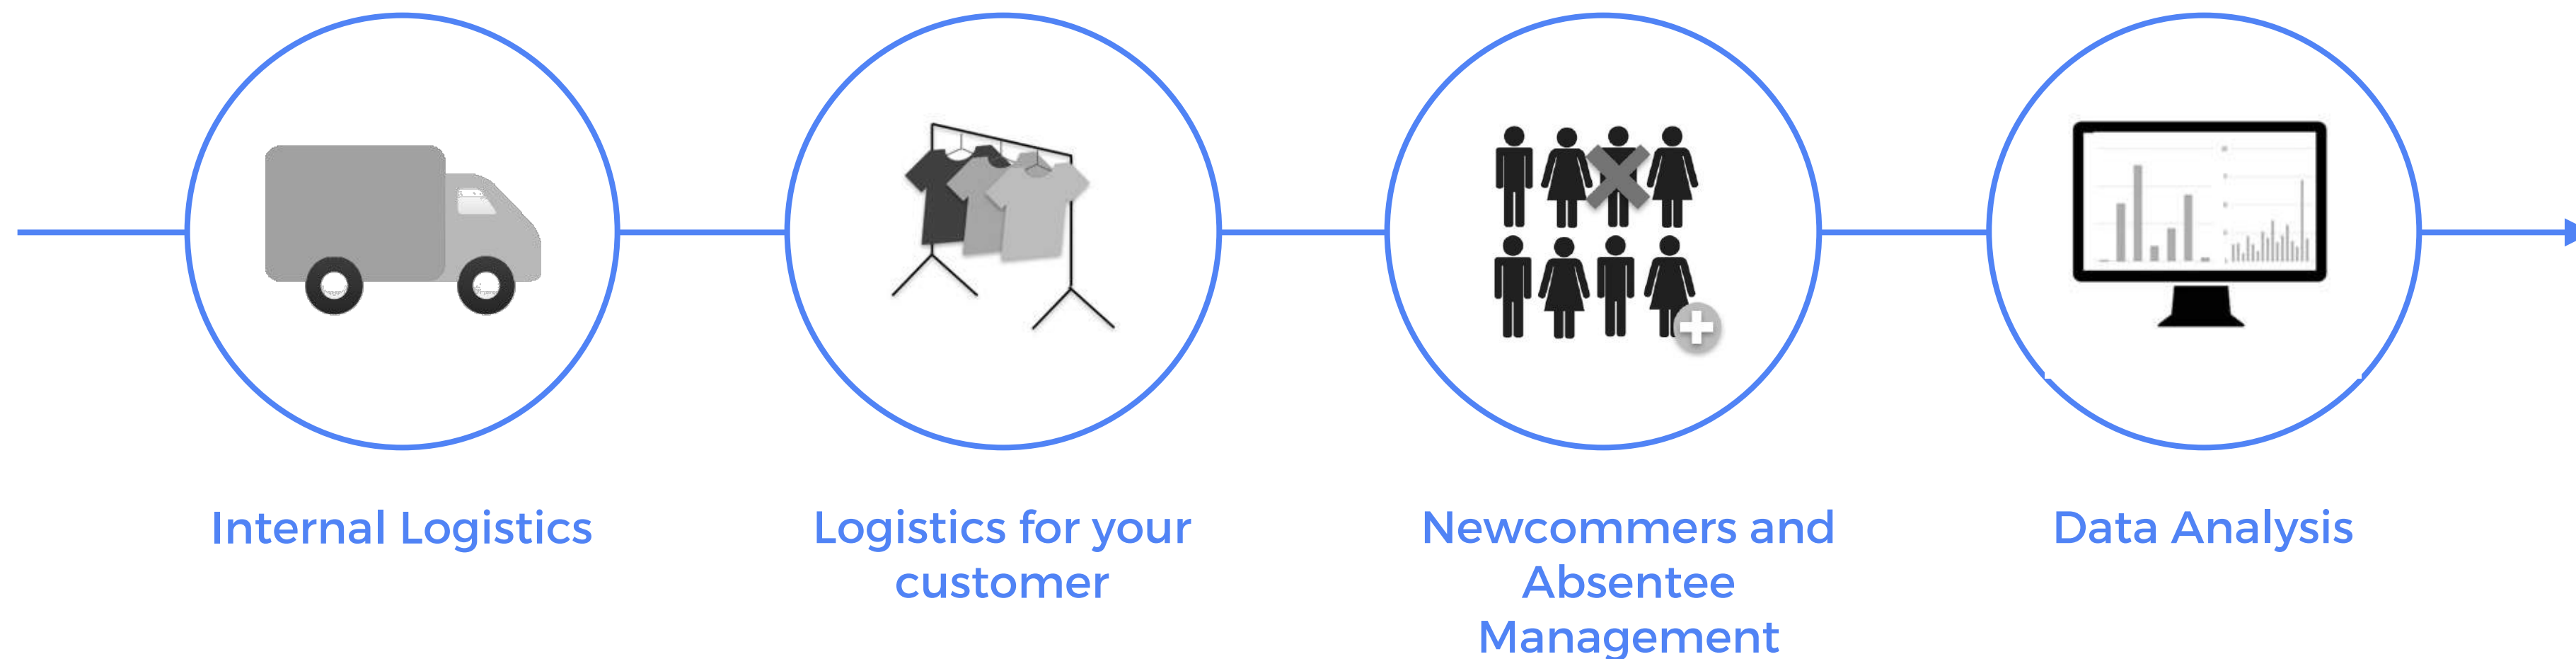 Internal Logistics
Logistics for your
customer
Newcommers and
Absentee
Management
Data Analysis